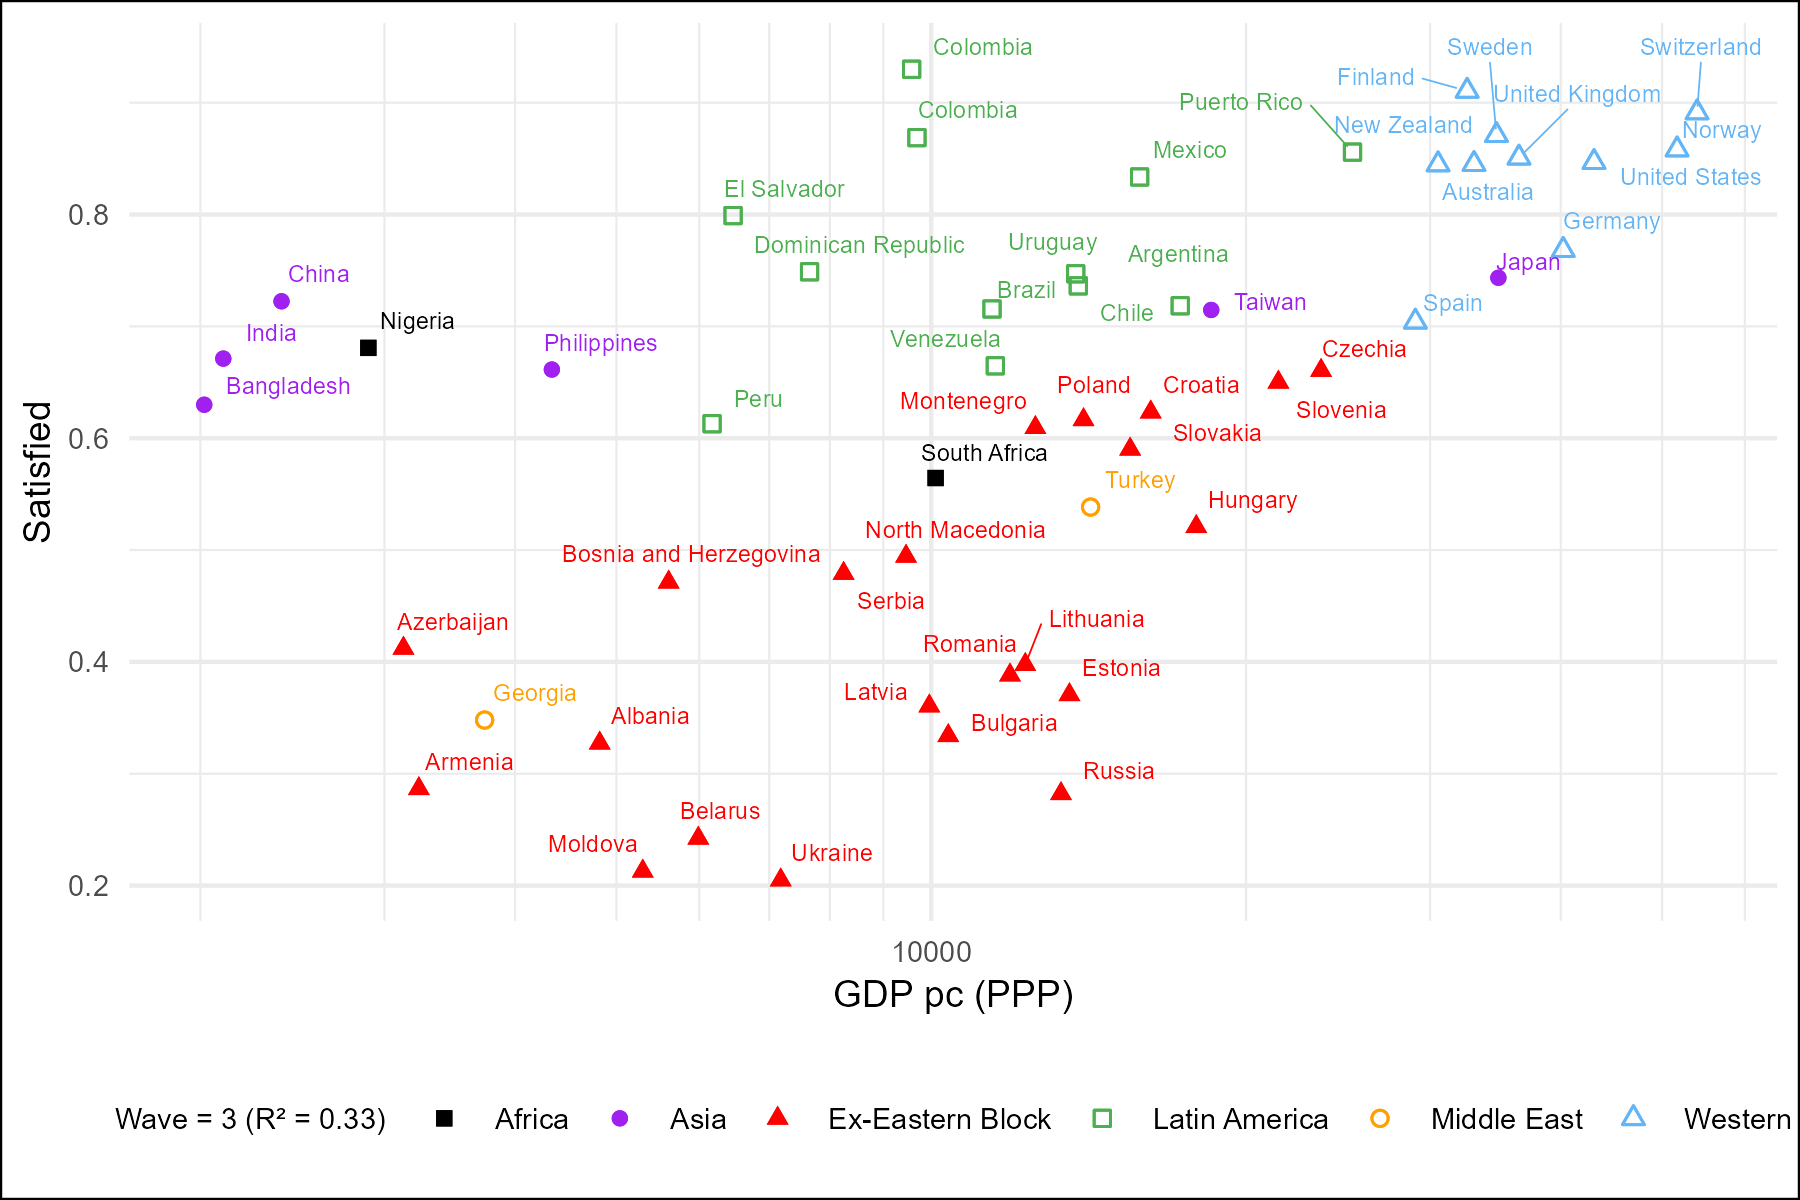 Colombia
Sweden
Switzerland
Finland
United Kingdom
Puerto Rico
Colombia
New Zealand
Norway
Mexico
United States
El Salvador
Australia
0.8
Germany
Dominican Republic
Uruguay
Argentina
Japan
China
Brazil
Taiwan
Spain
Chile
Nigeria
India
Philippines
Venezuela
Czechia
Bangladesh
Poland
Croatia
Peru
Montenegro
Slovenia
Slovakia
0.6
South Africa
Turkey
Satisfied
Hungary
North Macedonia
Bosnia and Herzegovina
Serbia
Azerbaijan
Lithuania
Romania
0.4
Estonia
Latvia
Georgia
Albania
Bulgaria
Armenia
Russia
Belarus
Moldova
Ukraine
0.2
10000
GDP pc (PPP)
Wave = 3 (R² = 0.33) Africa Asia Ex-Eastern Block Latin America Middle East Western